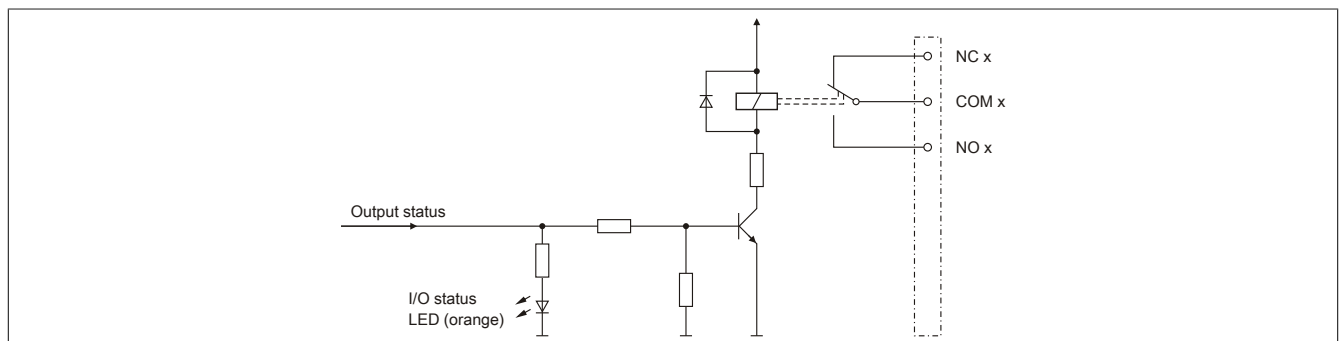 NC x
COM x
NO x
Output status
I/O status
LED (orange)